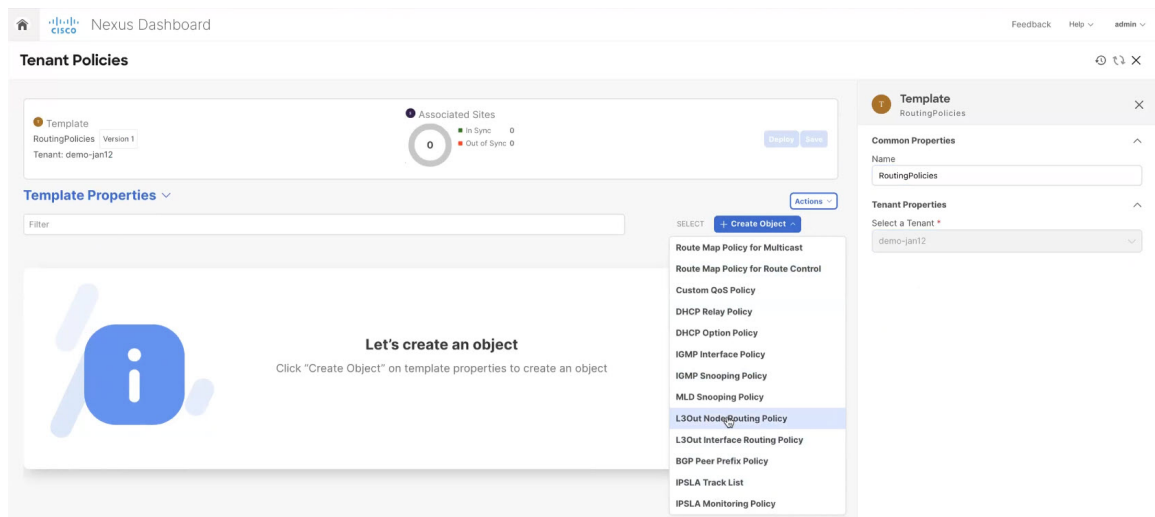 CISCO
Nexus Dashboard
Feedback
Help
admin
Tenant Policies
Template
RoutingPolicies Version 1
Tenant: demo-jan12
Associated Sites
0
In Sync 0
Out of Sync 0
Deploy Save
Template Properties
Actions
Filter
SELECT
+ Create Object
Route Map Policy for Multicast
Route Map Policy for Route Control
Custom QoS Policy
DHCP Relay Policy
DHCP Option Policy
IGMP Interface Policy
IGMP Snooping Policy
MLD Snooping Policy
L3Out Node Routing Policy
L3Out Interface Routing Policy
BGP Peer Prefix Policy
IPSLA Track List
IPSLA Monitoring Policy
Let's create an object
Click "Create Object" on template properties to create an object
T
Template
RoutingPolicies
Common Properties
Name
RoutingPolicies
Tenant Properties
Select a Tenant *
demo-jan12